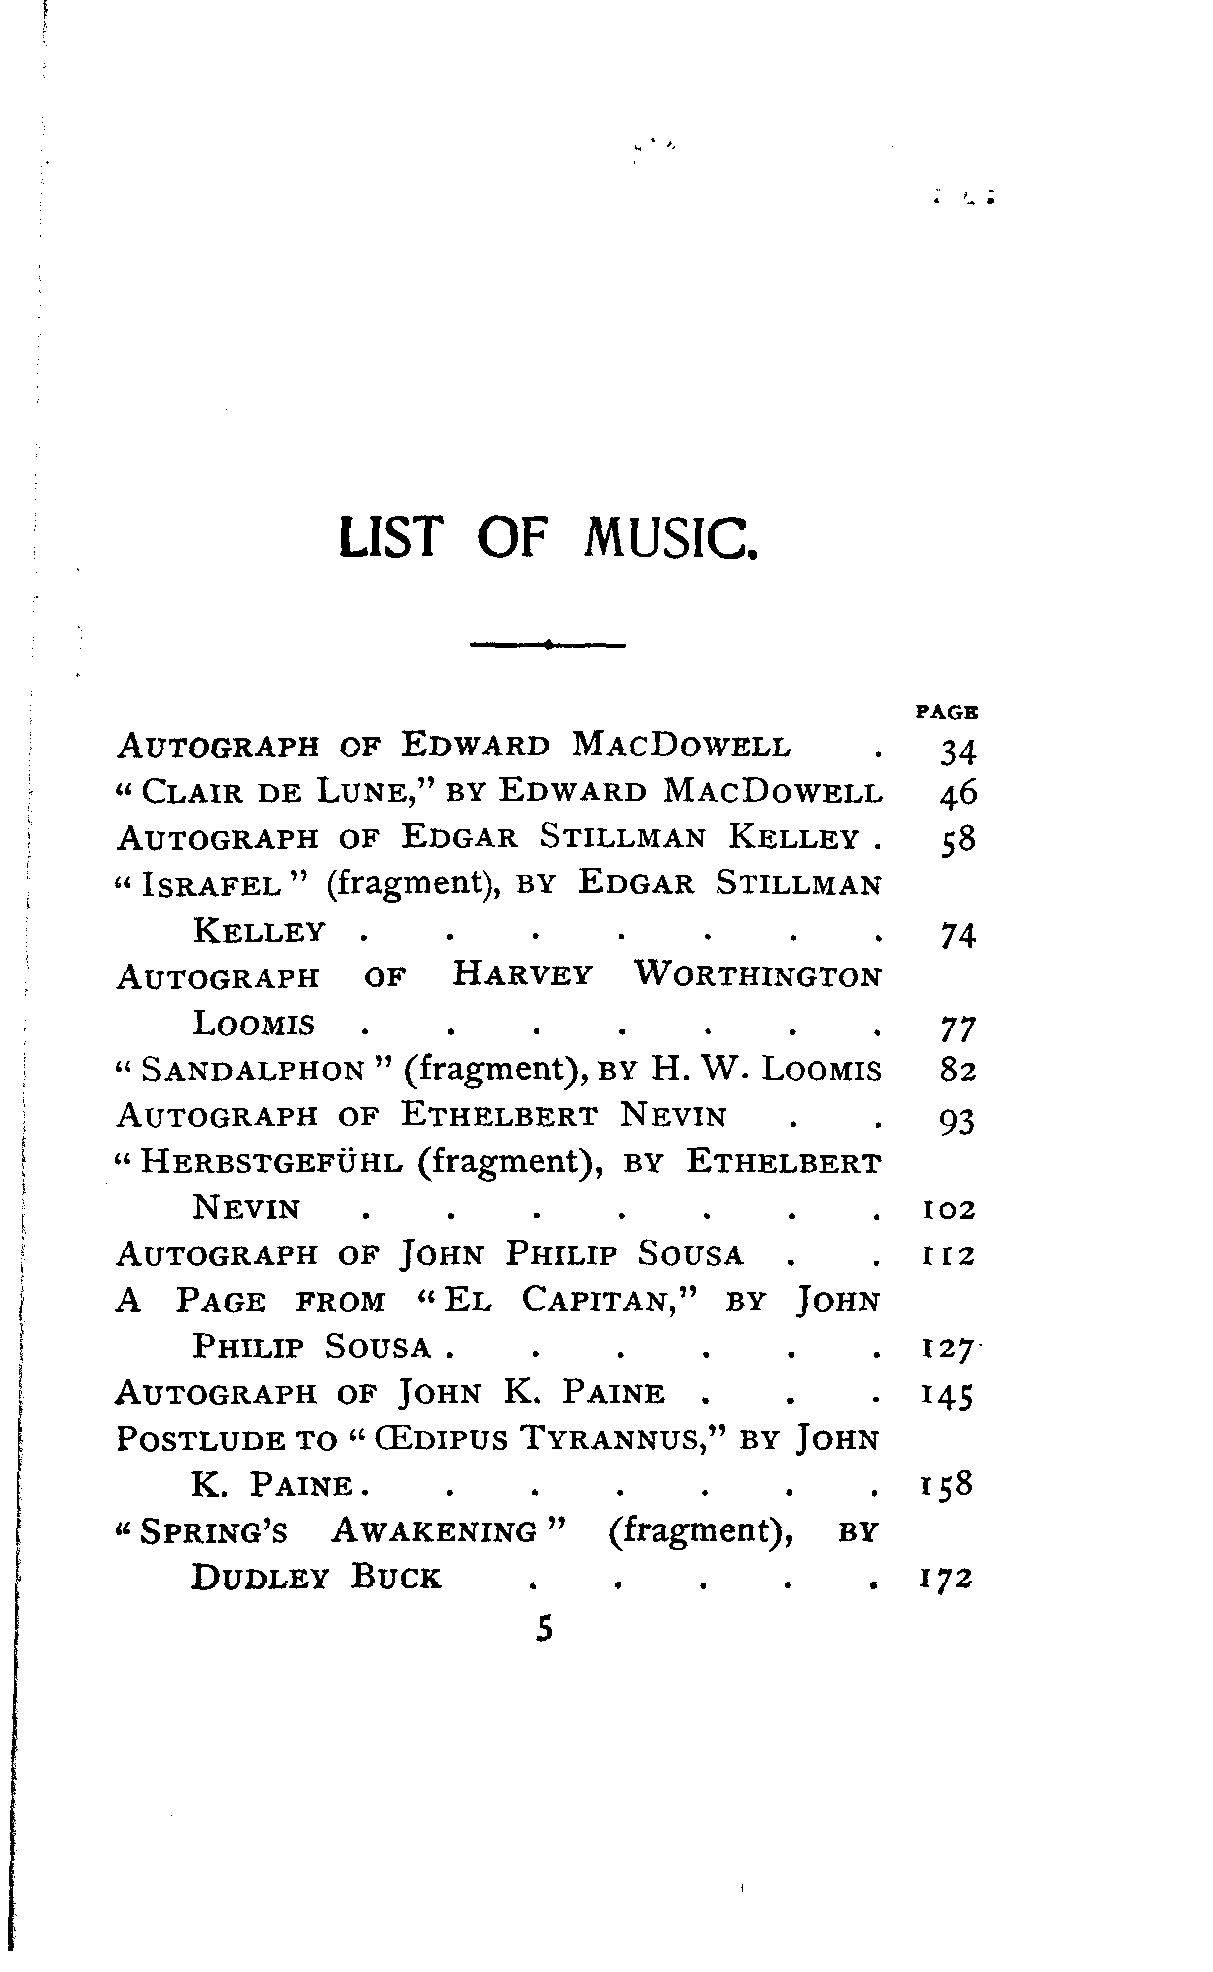 LIST OF MUSIC.
PAGE
AUTOGRAPH OF EDWARD MACDOWELL . 34
“ CLAIR DE LUNE,” BY EDWARD MACDOWELL 46
AUTOGRAPH OF EDGAR STILLMAN KELLEY . 58
“ ISRAFEL ” (fragment), BY EDGAR STILLMAN
KELLEY . . . . . . . 74
AUTOGRAPH OF HARVEY WORTHINGTON
LOOMIS . . . . . . . 77
“ SANDALPHON ” (fragment), BY H. W. LOOMIS 82
AUTOGRAPH OF ETHELBERT NEVIN . . 93
“ HERBSTGEFÜHL (fragment), BY ETHELBERT
NEVIN . . . . . . . 102
AUTOGRAPH OF JOHN PHILIP SOUSA . . 112
A PAGE FROM “ EL CAPITAN,” BY JOHN
PHILIP SOUSA . . . . . . 127
AUTOGRAPH OF JOHN K. PAINE . . . 145
POSTLUDE TO “ ŒDIPUS TYRANNUS,” BY JOHN
K. PAINE . . . . . . . 158
“ SPRING'S AWAKENING ” (fragment), BY
DUDLEY BUCK . . . . . 172
5